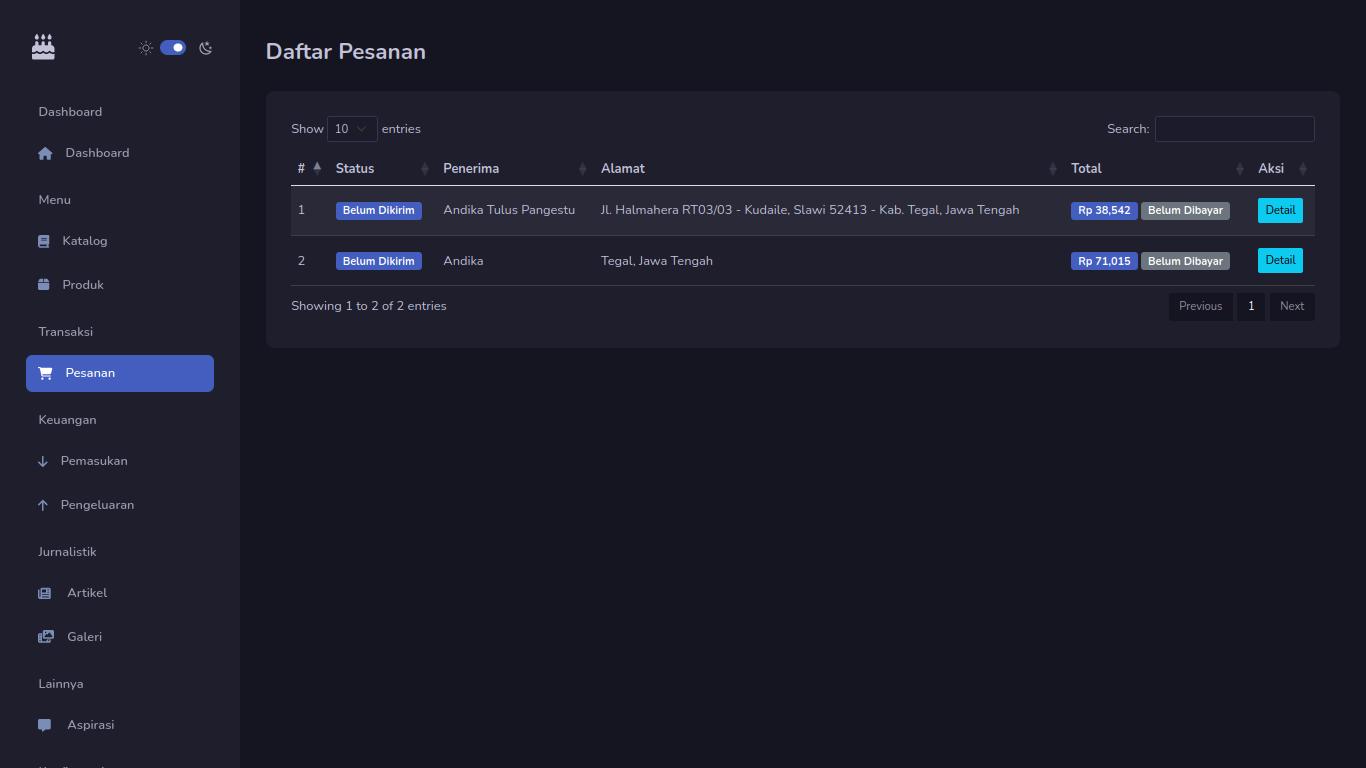 Dashboard
Dashboard
Menu
Katalog
Produk
Transaksi
Pesanan
Keuangan
Pemasukan
Pengeluaran
Jurnalistik
Artikel
Galeri
Lainnya
Aspirasi
Daftar Pesanan
Show 10 entries Search:
# Status Penerima Alamat Total Aksi
1 Belum Dikirim Andika Tulus Pangestu Jl. Halmahera RT03/03 - Kudaile, Slawi 52413 - Kab. Tegal, Jawa Tengah Rp 38,542 Belum Dibayar Detail
2 Belum Dikirim Andika Tegal, Jawa Tengah Rp 71,015 Belum Dibayar Detail
Showing 1 to 2 of 2 entries Previous 1 Next